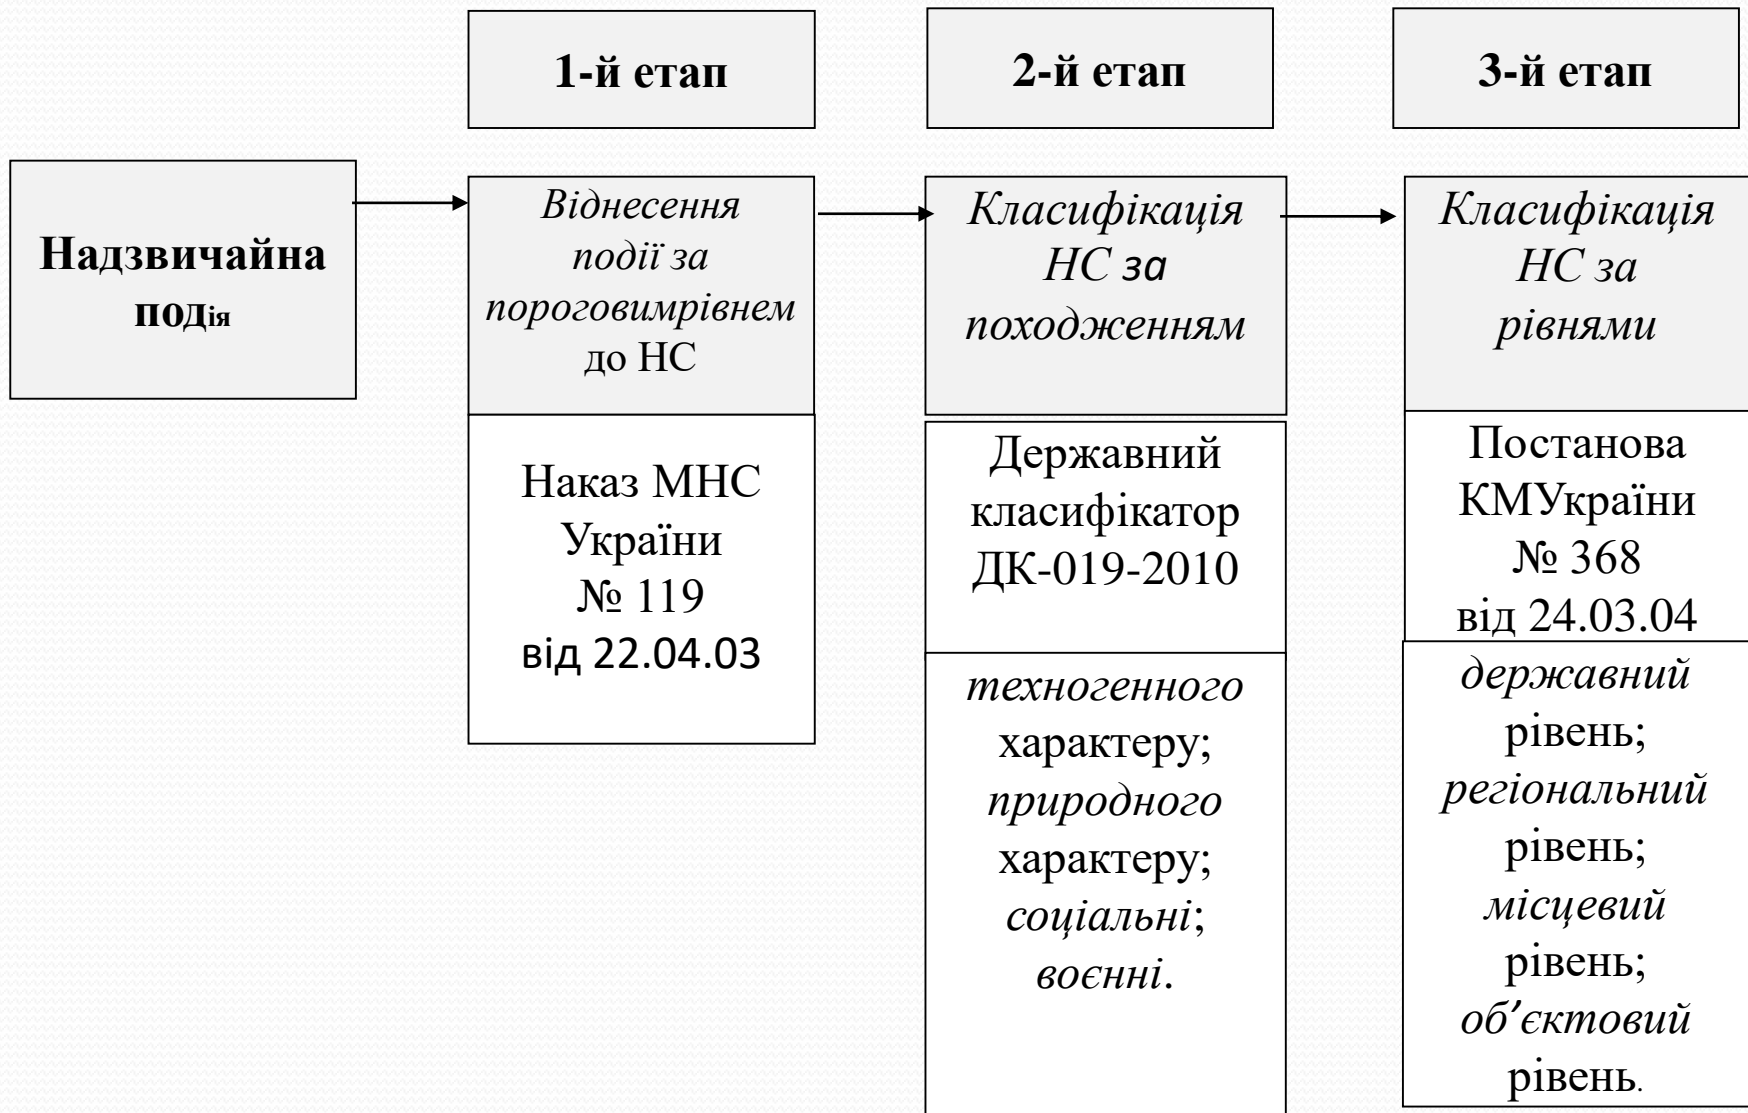 1-й етап
2-й етап
3-й етап
Надзвичайна
подія
Віднесення
події за
пороговимрівнем
до НС
Класифікація
НС за
походженням
Класифікація
НС за
рівнями
Наказ МНС
України
№ 119
від 22.04.03
Державний
класифікатор
ДК-019-2010
Постанова
КМУкраїни
№ 368
від 24.03.04
техногенного
характеру;
природного
характеру;
соціальні;
воєнні.
державний
рівень;
регіональний
рівень;
місцевий
рівень;
об’єктовий
рівень.